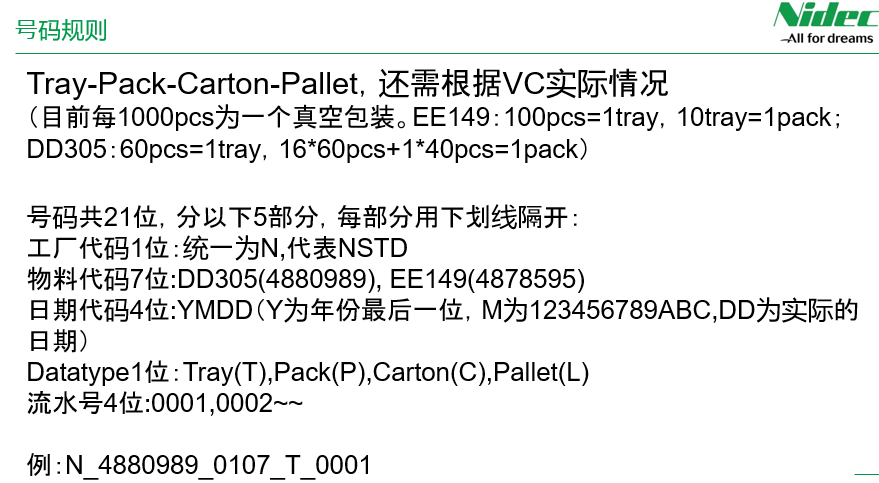 号码规则
Nidec
All for dreams
Tray-Pack-Carton-Pallet，还需根据VC实际情况
（目前每1000pcs为一个真空包装。EE149：100pcs=1tray，10tray=1pack；
DD305：60pcs=1tray，16*60pcs+1*40pcs=1pack）
号码共21位，分以下5部分，每部分用下划线隔开：
工厂代码1位：统一为N,代表NSTD
物料代码7位:DD305(4880989), EE149(4878595)
日期代码4位:YMDD（Y为年份最后一位，M为123456789ABC,DD为实际的
日期）
Datatype1位：Tray(T),Pack(P),Carton(C),Pallet(L)
流水号4位:0001,0002~~
例：N_4880989_0107_T_0001